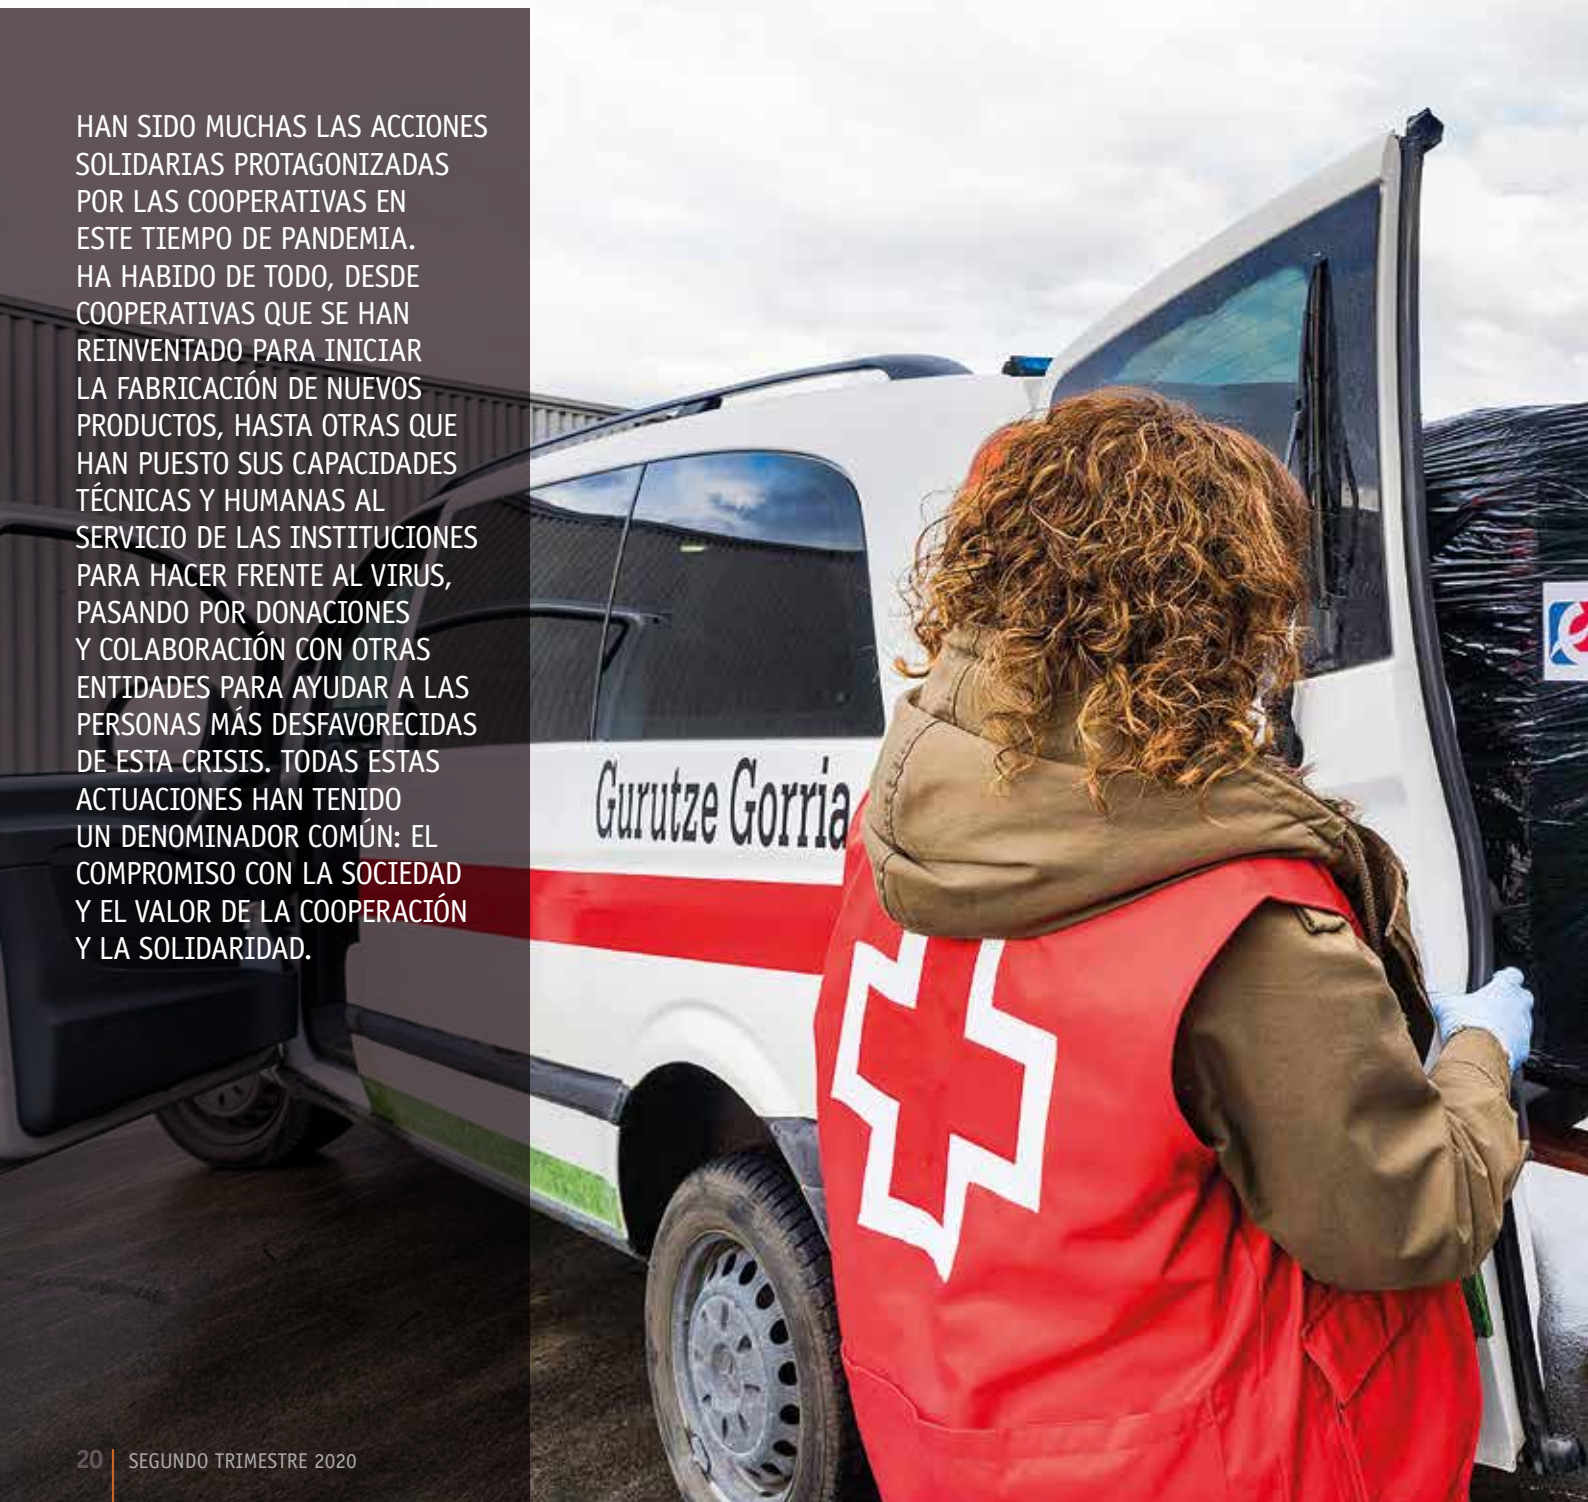 HAN SIDO MUCHAS LAS ACCIONES
SOLIDARIAS PROTAGONIZADAS
POR LAS COOPERATIVAS EN
ESTE TIEMPO DE PANDEMIA.
HA HABIDO DE TODO, DESDE
COOPERATIVAS QUE SE HAN
REINVENTADO PARA INICIAR
LA FABRICACIÓN DE NUEVOS
PRODUCTOS, HASTA OTRAS QUE
HAN PUESTO SUS CAPACIDADES
TÉCNICAS Y HUMANAS AL
SERVICIO DE LAS INSTITUCIONES
PARA HACER FRENTE AL VIRUS,
PASANDO POR DONACIONES
Y COLABORACIÓN CON OTRAS
ENTIDADES PARA AYUDAR A LAS
PERSONAS MÁS DESFAVORECIDAS
DE ESTA CRISIS. TODAS ESTAS
ACTUACIONES HAN TENIDO
UN DENOMINADOR COMÚN: EL
COMPROMISO CON LA SOCIEDAD
Y EL VALOR DE LA COOPERACIÓN
Y LA SOLIDARIDAD.
Gurutze Gorria
20 SEGUNDO TRIMESTRE 2020